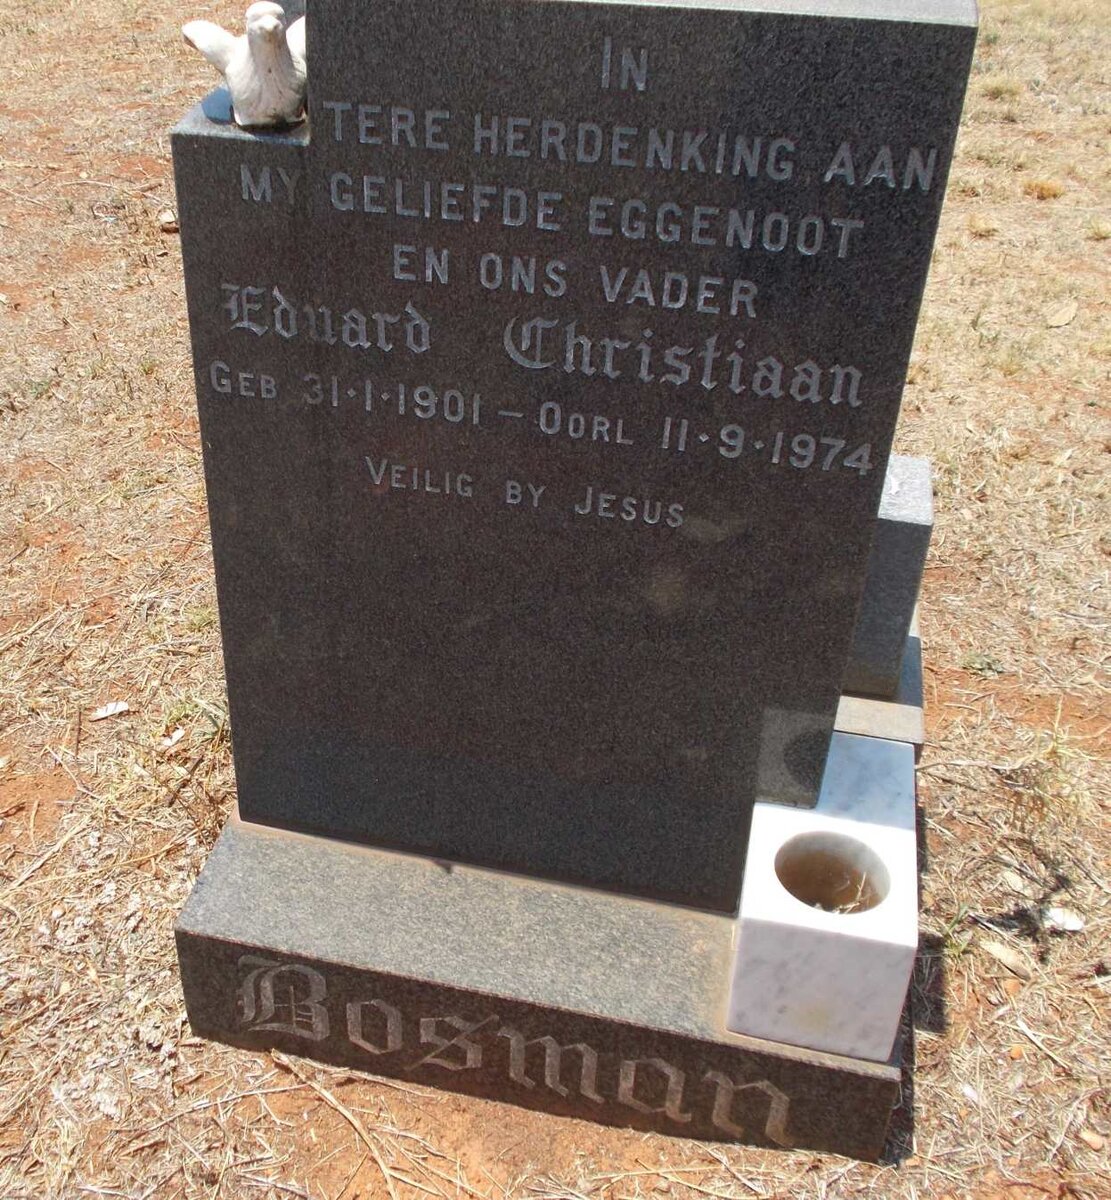 IN
TERE HERDENKING AAN
MY GELIEFDE EGGENOOT
EN ONS VADER
Eduard Christiaan
GEB 31·1·1901 – OORL 11·9·1974
VEILIG BY JESUS
Bosman